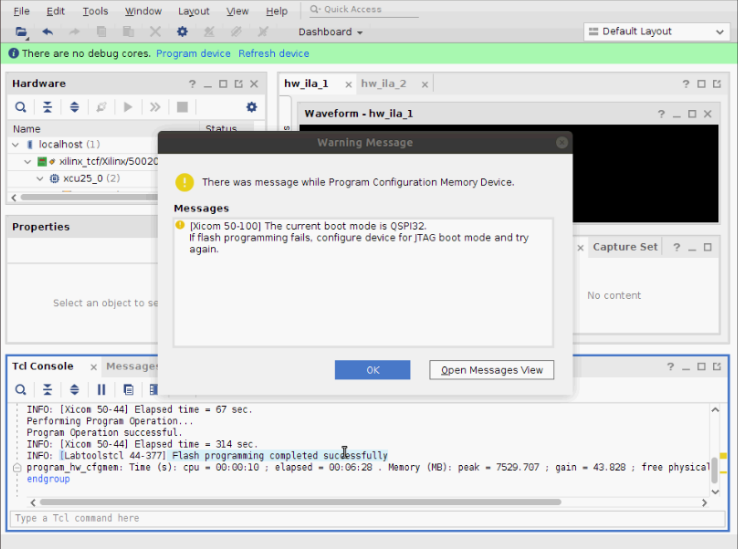 File Edit Tools Window Layout View Help Quick Access
Dashboard Default Layout
There are no debug cores. Program device Refresh device
Hardware
Name Status
localhost (1)
xilinx_tcf/Xilinx/50020
xcu25_0 (2)
Properties
Select an object to se
hw_ila_1 hw_ila_2
Waveform - hw_ila_1
Capture Set
No content
Warning Message
There was message while Program Configuration Memory Device.
Messages
[Xicom 50-100] The current boot mode is QSPI32.
If flash programming fails, configure device for JTAG boot mode and try
again.
OK Open Messages View
Tcl Console Messages
INFO: [Xicom 50-44] Elapsed time = 67 sec.
Performing Program Operation...
Program Operation successful.
INFO: [Xicom 50-44] Elapsed time = 314 sec.
INFO: [Labtoolstcl 44-377] Flash programming completed successfully
program_hw_cfgmem: Time (s): cpu = 00:00:10 ; elapsed = 00:06:28 . Memory (MB): peak = 7529.707 ; gain = 43.828 ; free physical
endgroup
Type a Tcl command here